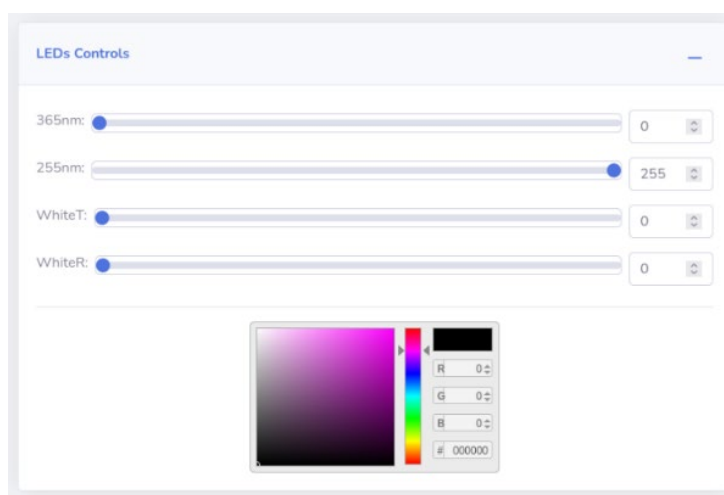 LEDs Controls
365nm: 0
255nm: 255
WhiteT: 0
WhiteR: 0
R 0
G 0
B 0
# 000000